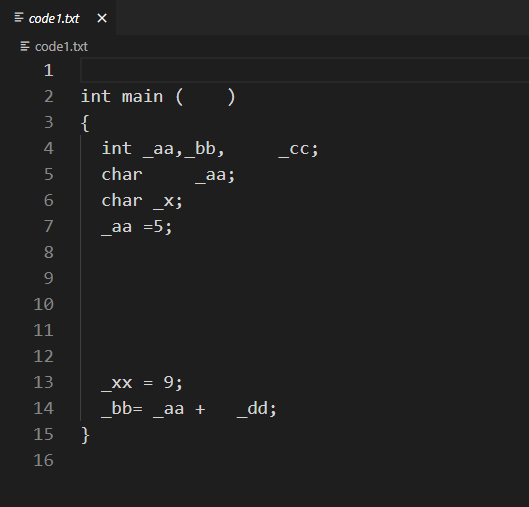 code1.txt ×
code1.txt
1
2 int main (    )
3 {
4   int _aa,_bb,     _cc;
5   char     _aa;
6   char _x;
7   _aa =5;
8
9
10
11
12
13   _xx = 9;
14   _bb= _aa +   _dd;
15 }
16